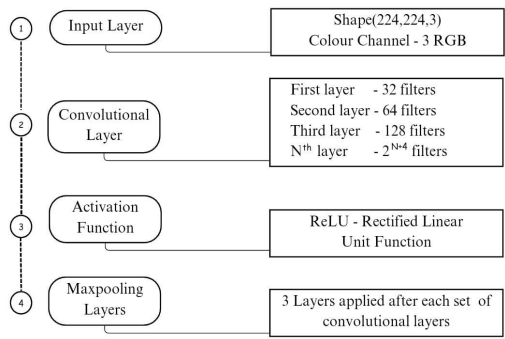 1
Input Layer
Shape(224,224,3)
Colour Channel - 3 RGB
2
Convolutional
Layer
First layer - 32 filters
Second layer - 64 filters
Third layer - 128 filters
Nᵗʰ layer - 2ᴺ⁺⁴ filters
3
Activation
Function
ReLU - Rectified Linear
Unit Function
4
Maxpooling
Layers
3 Layers applied after each set of
convolutional layers